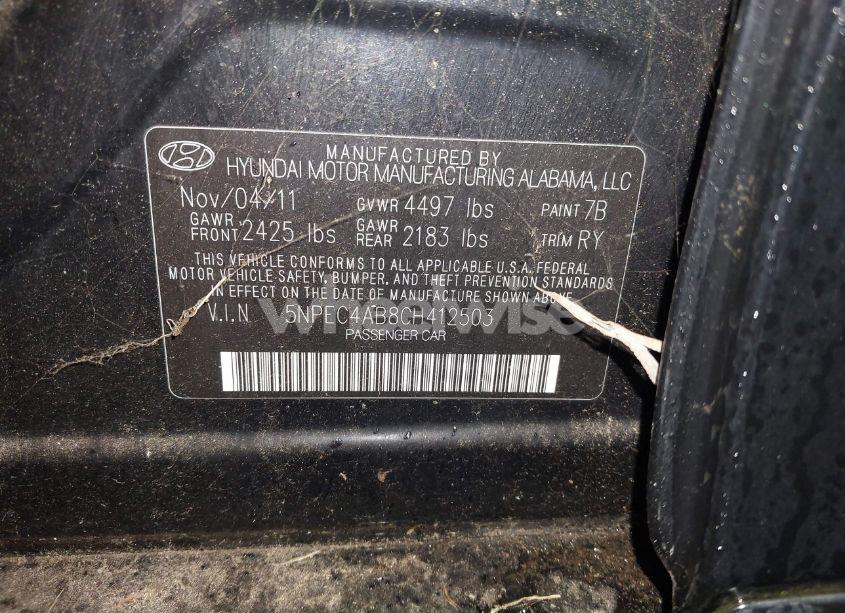 MANUFACTURED BY
HYUNDAI MOTOR MANUFACTURING ALABAMA, LLC
Nov/04/11 GVWR 4497 lbs PAINT 7B
GAWR FRONT 2425 lbs GAWR REAR 2183 lbs TRIM RY
THIS VEHICLE CONFORMS TO ALL APPLICABLE U.S.A. FEDERAL
MOTOR VEHICLE SAFETY, BUMPER, AND THEFT PREVENTION STANDARDS
IN EFFECT ON THE DATE OF MANUFACTURE SHOWN ABOVE.
V.I.N 5NPEC4AB8CH412503
PASSENGER CAR